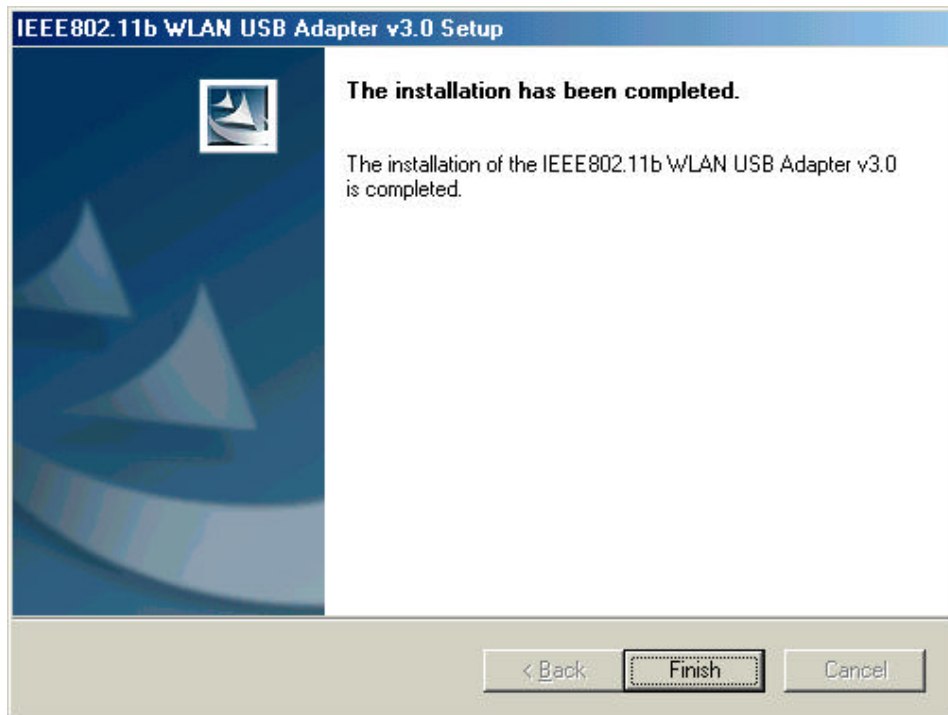 IEEE802.11b WLAN USB Adapter v3.0 Setup
The installation has been completed.
The installation of the IEEE802.11b WLAN USB Adapter v3.0
is completed.
< Back
Finish
Cancel